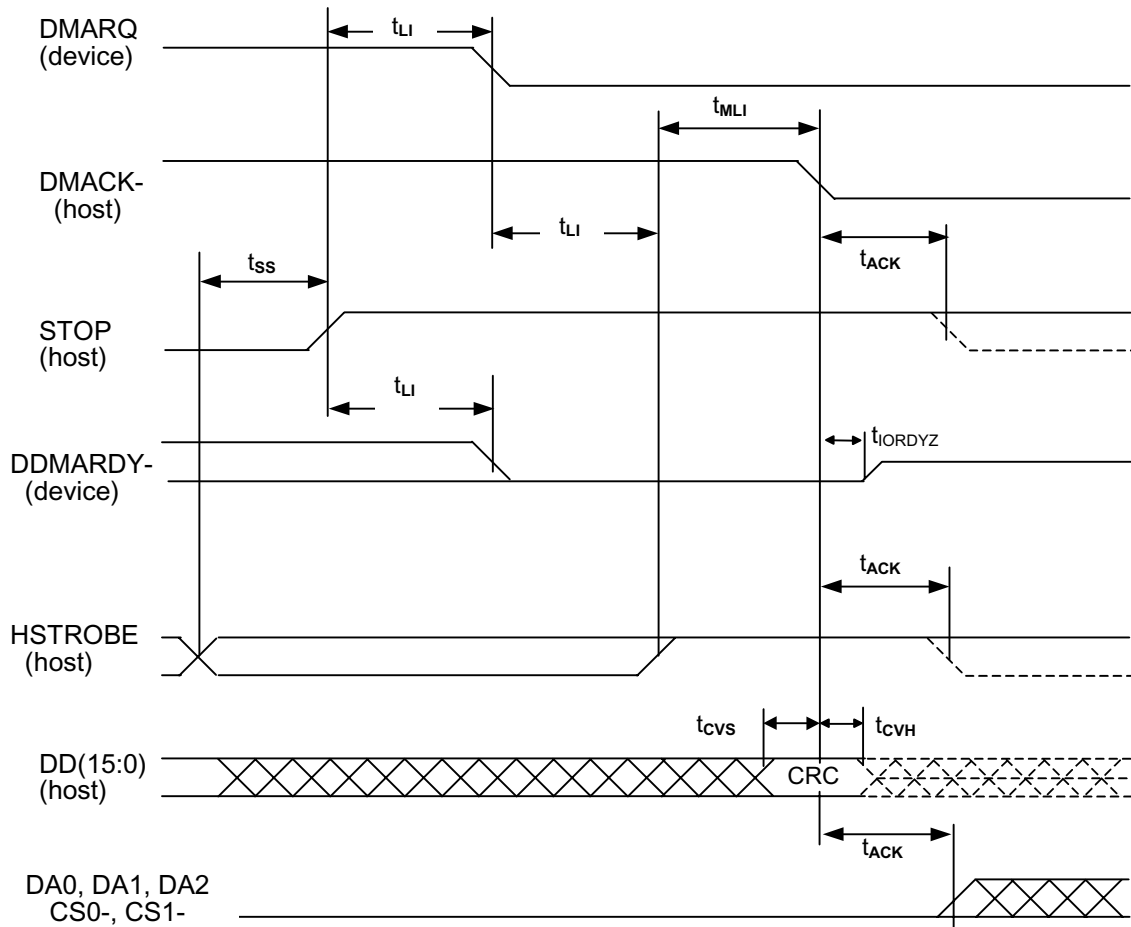 DMARQ
(device)
tLI
tMLI
DMACK-
(host)
tLI
tACK
tSS
STOP
(host)
tLI
tIORDYZ
DDMARDY-
(device)
tACK
HSTROBE
(host)
tCVS
tCVH
DD(15:0)
(host)
CRC
tACK
DA0, DA1, DA2
CS0-, CS1-